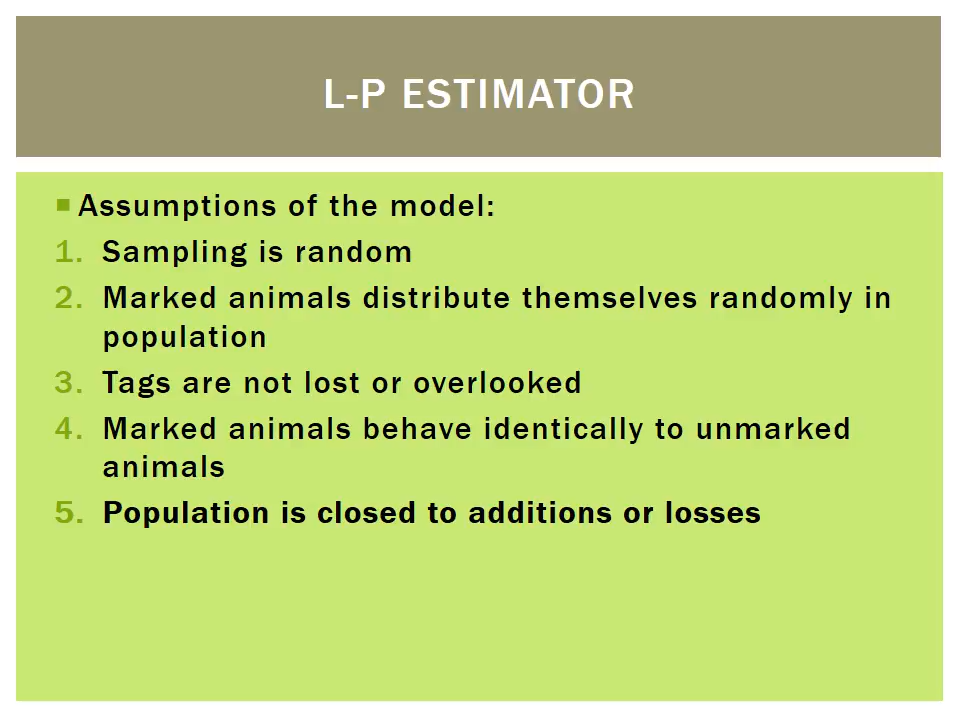 L-P ESTIMATOR
▪ Assumptions of the model:
1. Sampling is random
2. Marked animals distribute themselves randomly in
population
3. Tags are not lost or overlooked
4. Marked animals behave identically to unmarked
animals
5. Population is closed to additions or losses